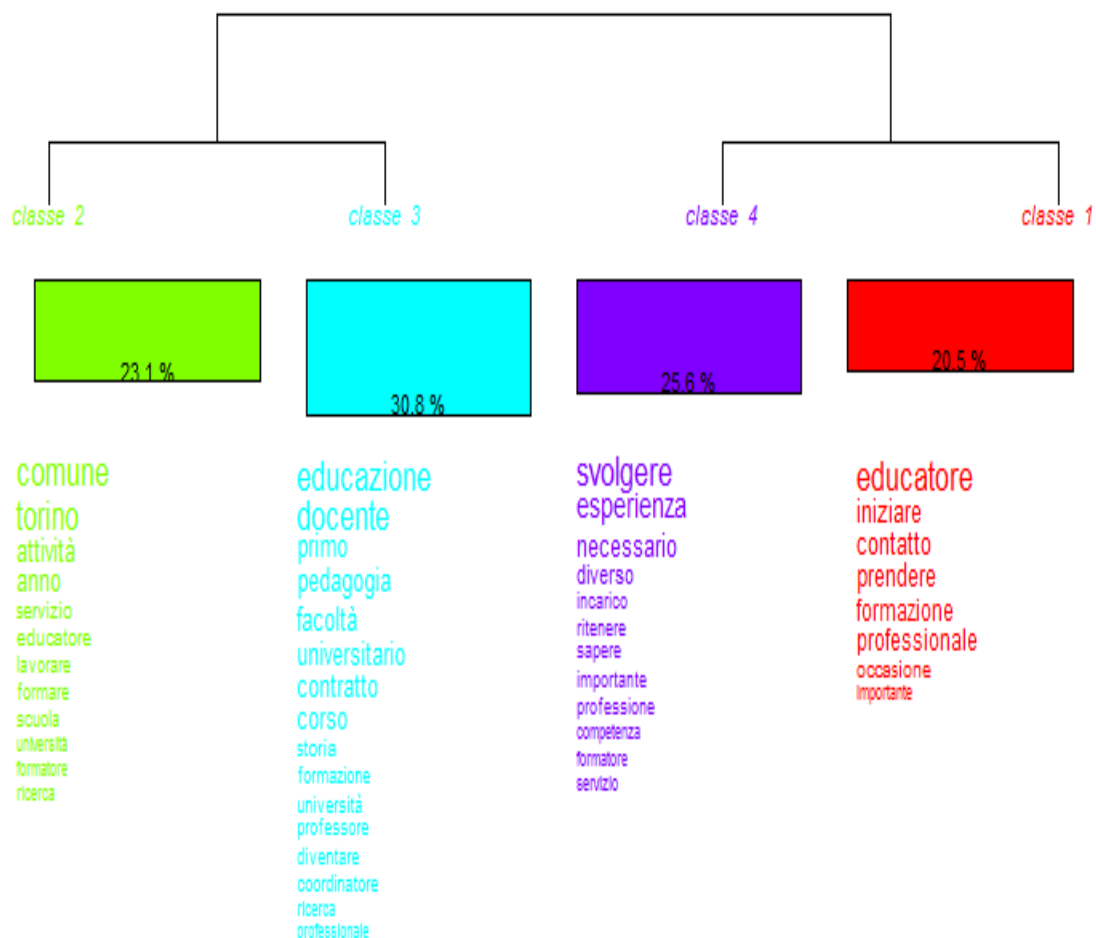 classe 2
classe 3
classe 4
classe 1
23.1 %
30.8 %
25.6 %
20.5 %
comune
torino
attività
anno
servizio
educatore
lavorare
formare
scuola
università
formatore
ricerca
educazione
docente
primo
pedagogia
facoltà
universitario
contratto
corso
storia
formazione
università
professore
diventare
coordinatore
ricerca
professionale
svolgere
esperienza
necessario
diverso
incarico
ritenere
sapere
importante
professione
competenza
formatore
servizio
educatore
iniziare
contatto
prendere
formazione
professionale
occasione
importante